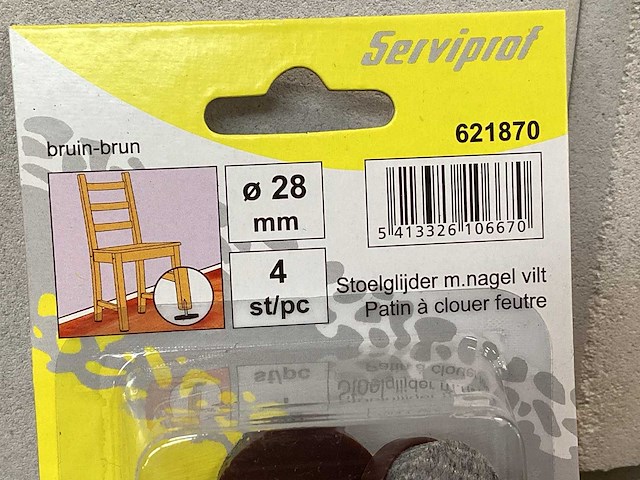 Serviprof
621870
bruin-brun
ø 28
mm
5 413326 106670
4
st/pc
Stoelglijder m.nagel vilt
Patin à clouer feutre